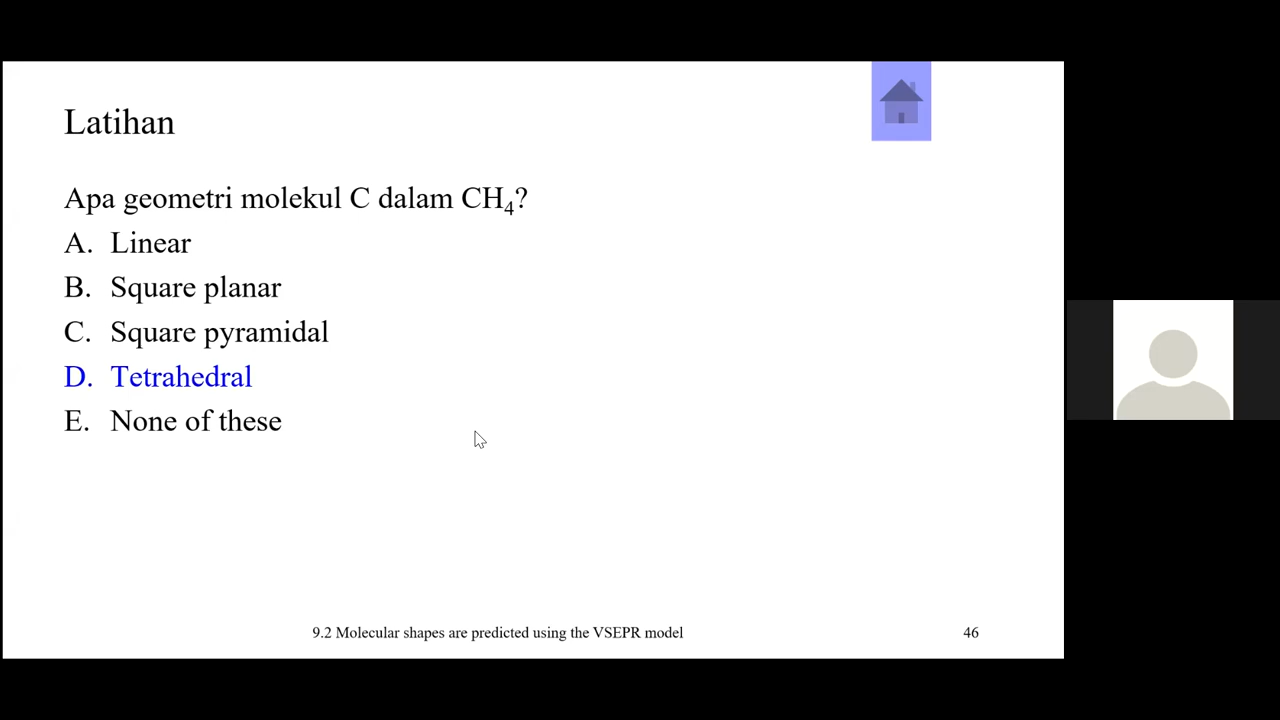 Latihan
Apa geometri molekul C dalam CH₄?
A. Linear
B. Square planar
C. Square pyramidal
D. Tetrahedral
E. None of these
9.2 Molecular shapes are predicted using the VSEPR model
46